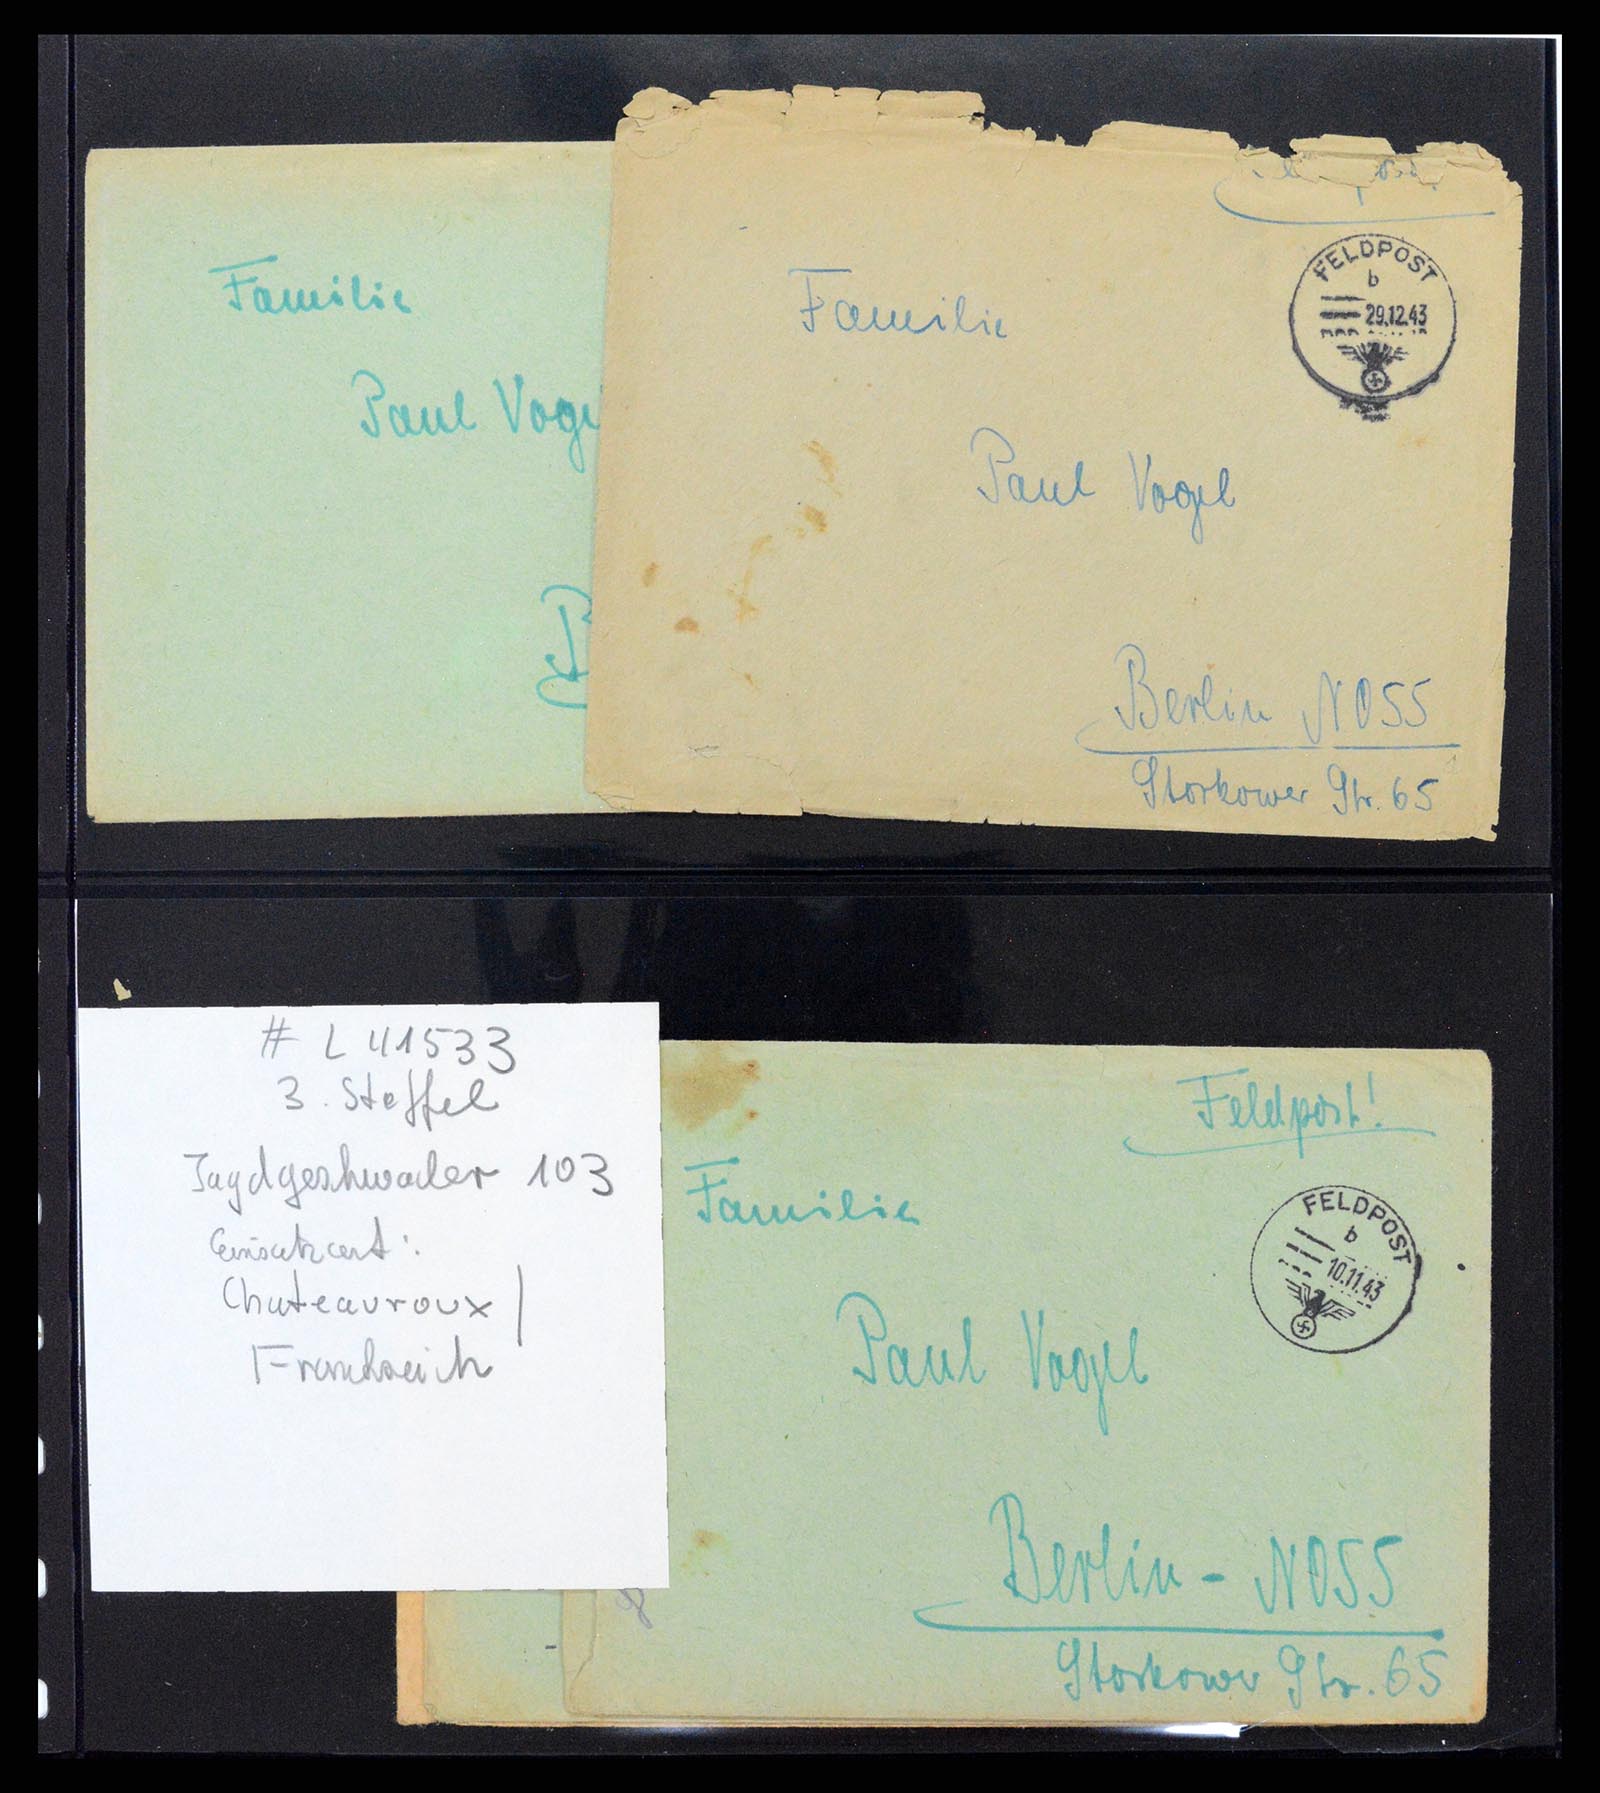 Familie
Paul Vogel
FELDPOST
b
29.12.43
Familie
Paul Vogel
Berlin NO55
Storkower Str. 65
# L 41533
3. Staffel
Jagdgeschwader 103
Einsatzort:
Chateauroux/
Frankreich
Feldpost!
FELDPOST
b
10.11.43
Familie
Paul Vogel
Berlin - NO55
Storkower Str. 65